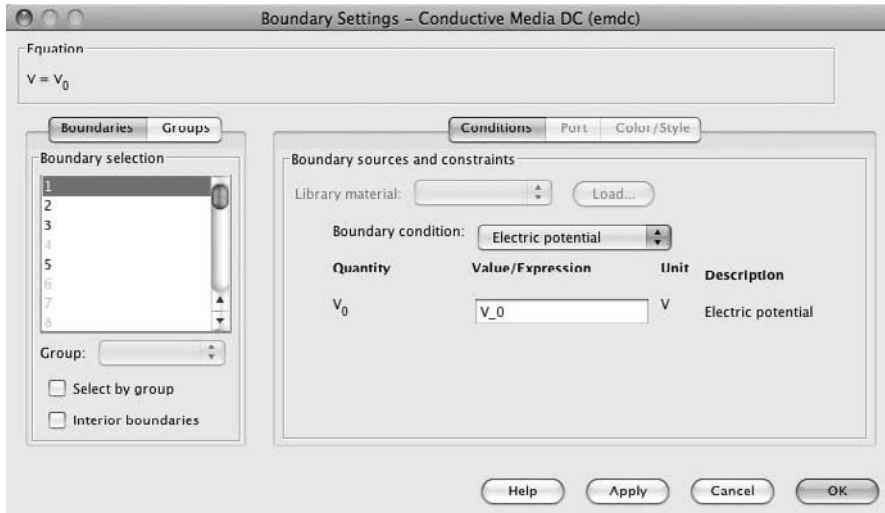 Boundary Settings – Conductive Media DC (emdc)
Equation
V = V0
Boundaries Groups
Boundary selection
1
2
3
4
5
6
7
8
Group:
Select by group
Interior boundaries
Conditions Port Color/Style
Boundary sources and constraints
Library material: Load...
Boundary condition: Electric potential
Quantity Value/Expression Unit Description
V0 V_0 V Electric potential
Help Apply Cancel OK